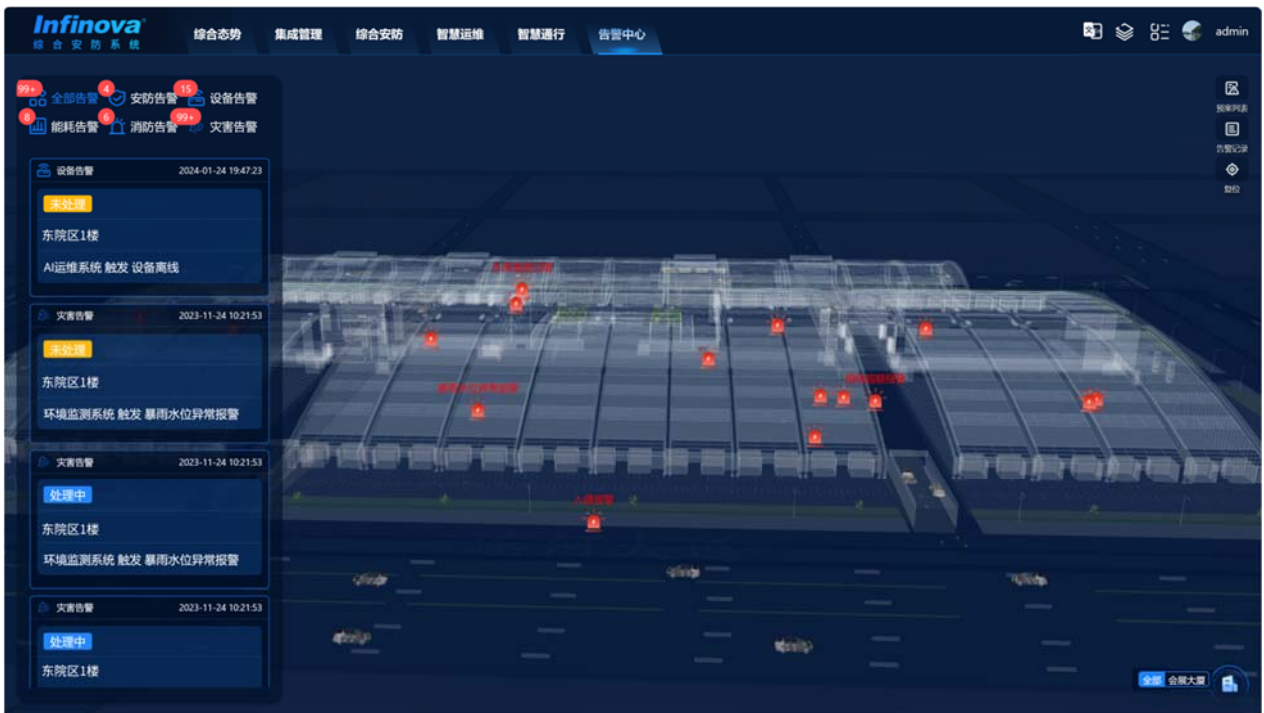 Infinova
综合安防系统
综合态势 集成管理 综合安防 智慧运维 智慧通行 告警中心
admin
99+ 全部告警 4 安防告警 15 设备告警
8 能耗告警 6 消防告警 99+ 灾害告警
预案列表
告警记录
复位
设备告警 2024-01-24 19:47:23
未处理
东院区1楼
AI运维系统 触发 设备离线
灾害告警 2023-11-24 10:21:53
未处理
东院区1楼
环境监测系统 触发 暴雨水位异常报警
灾害告警 2023-11-24 10:21:53
处理中
东院区1楼
环境监测系统 触发 暴雨水位异常报警
灾害告警 2023-11-24 10:21:53
处理中
东院区1楼
暴雨水位异常报警
全部 会展大厦